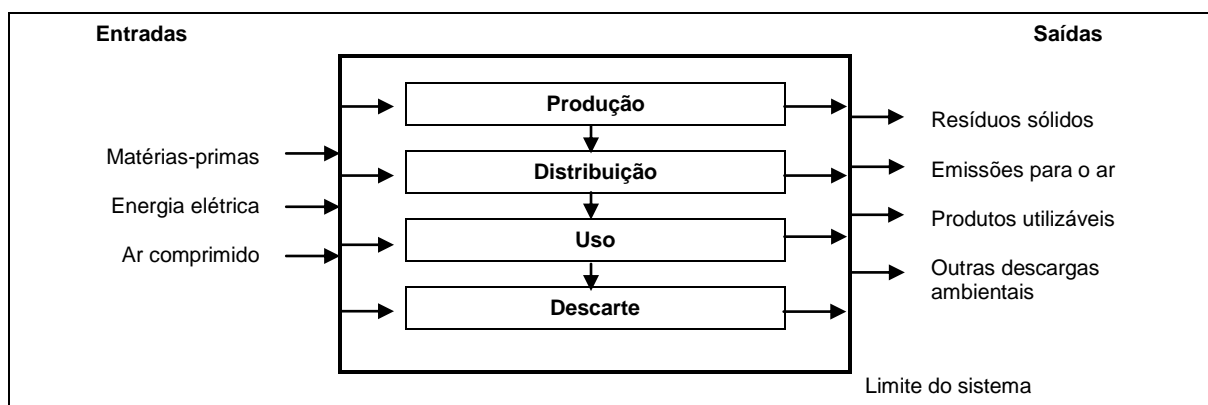 Entradas
Saídas
Produção
Resíduos sólidos
Matérias-primas
Distribuição
Emissões para o ar
Energia elétrica
Produtos utilizáveis
Uso
Ar comprimido
Outras descargas
ambientais
Descarte
Limite do sistema